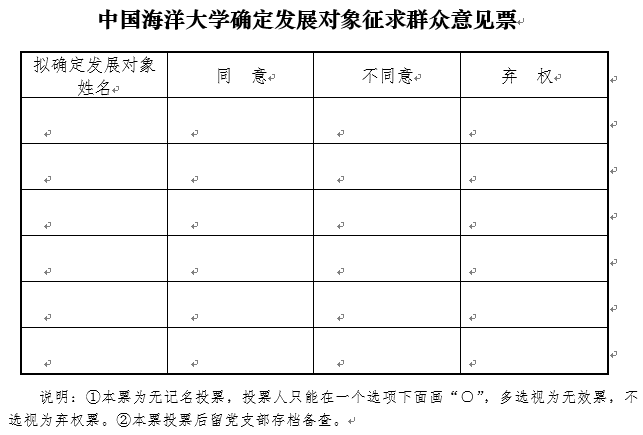 中国海洋大学确定发展对象征求群众意见票
拟确定发展对象
姓名
同 意
不同意
弃 权
说明：①本票为无记名投票，投票人只能在一个选项下面画“〇”，多选视为无效票，不
选视为弃权票。②本票投票后留党支部存档备查。